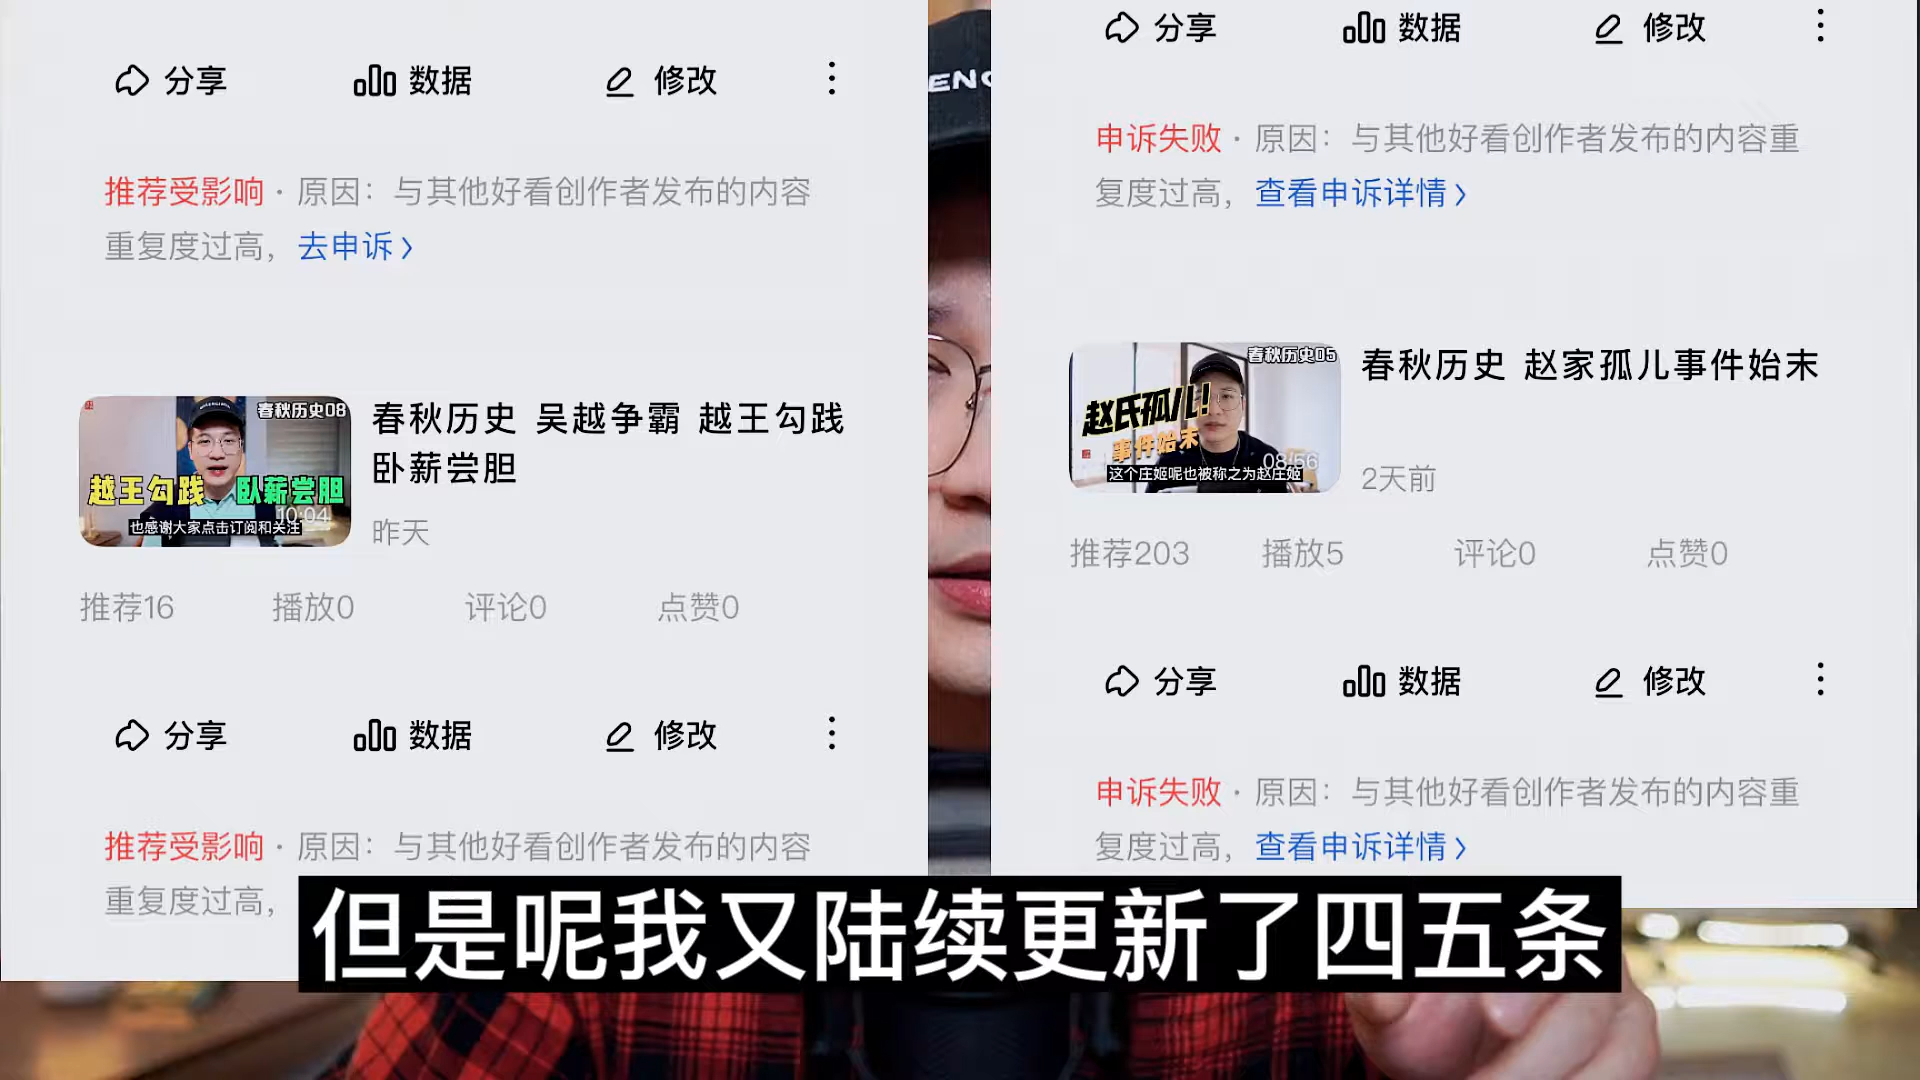 分享 数据 修改
推荐受影响·原因：与其他好看创作者发布的内容
重复度过高，去申诉>
春秋历史08
越王勾践 卧薪尝胆
10:04
也感谢大家点击订阅和关注
春秋历史 吴越争霸 越王勾践
卧薪尝胆
昨天
推荐16 播放0 评论0 点赞0
分享 数据 修改
推荐受影响·原因：与其他好看创作者发布的内容
重复度过高，
分享 数据 修改
申诉失败·原因：与其他好看创作者发布的内容重
复度过高，查看申诉详情>
春秋历史05
赵氏孤儿!
事件始末
08:56
这个庄姬呢也被称之为赵庄姬
春秋历史 赵家孤儿事件始末
2天前
推荐203 播放5 评论0 点赞0
分享 数据 修改
申诉失败·原因：与其他好看创作者发布的内容重
复度过高，查看申诉详情>
但是呢我又陆续更新了四五条